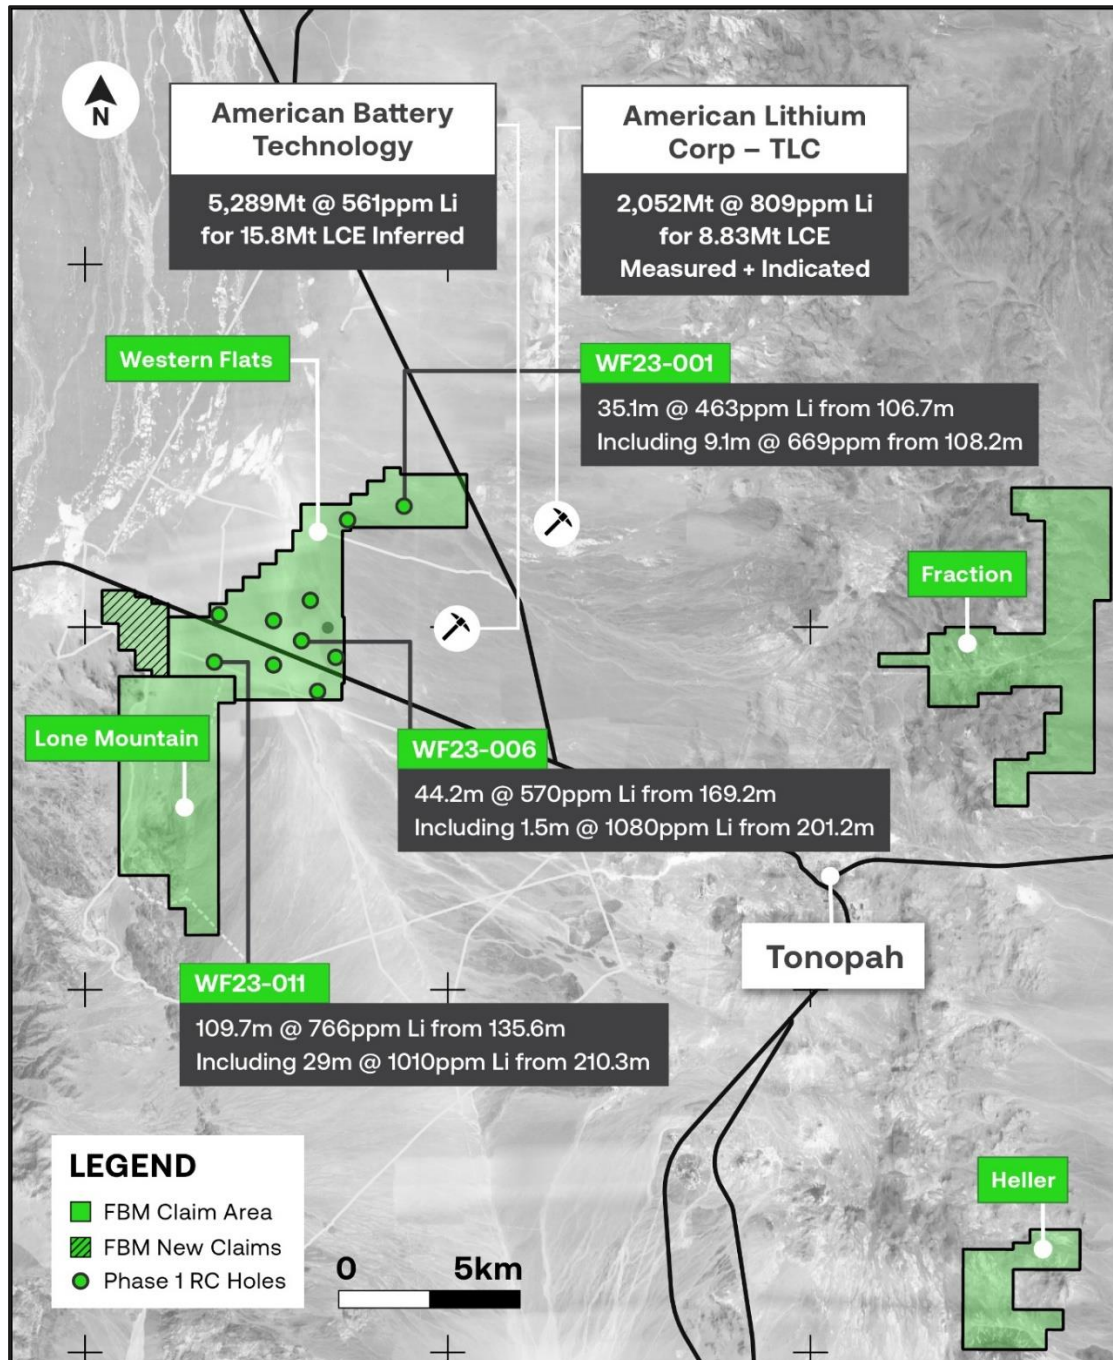 N
American Battery
Technology
5,289Mt @ 561ppm Li
for 15.8Mt LCE Inferred
American Lithium
Corp – TLC
2,052Mt @ 809ppm Li
for 8.83Mt LCE
Measured + Indicated
Western Flats
WF23-001
35.1m @ 463ppm Li from 106.7m
Including 9.1m @ 669ppm from 108.2m
Fraction
Lone Mountain
WF23-006
44.2m @ 570ppm Li from 169.2m
Including 1.5m @ 1080ppm Li from 201.2m
Tonopah
WF23-011
109.7m @ 766ppm Li from 135.6m
Including 29m @ 1010ppm Li from 210.3m
Heller
LEGEND
FBM Claim Area
FBM New Claims
Phase 1 RC Holes
0 5km